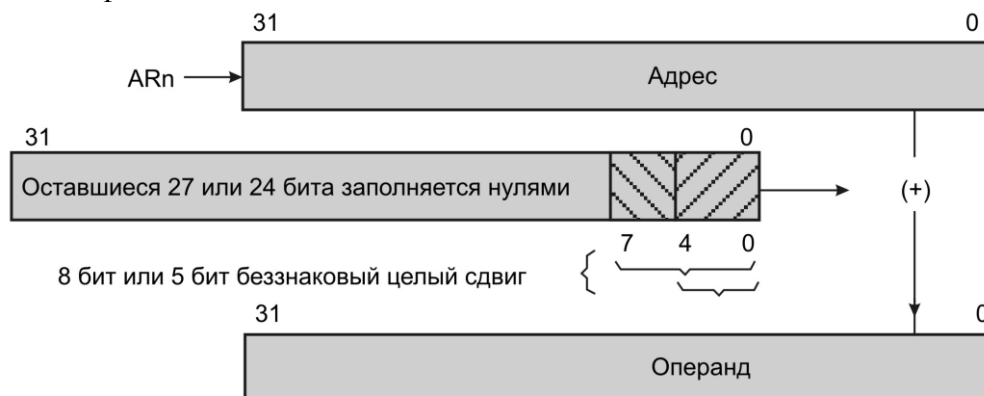 31 0
ARn Адрес
31 0
Оставшиеся 27 или 24 бита заполняется нулями (+)
7 4 0
8 бит или 5 бит беззнаковый целый сдвиг
31 0
Операнд